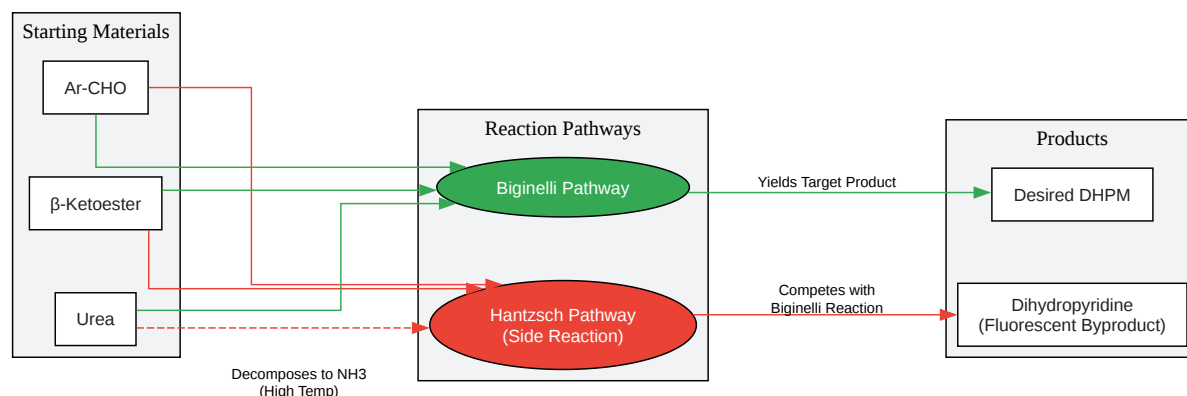 Starting Materials
Ar-CHO
β-Ketoester
Urea
Decomposes to NH3
(High Temp)
Reaction Pathways
Biginelli Pathway
Hantzsch Pathway
(Side Reaction)
Yields Target Product
Competes with
Biginelli Reaction
Products
Desired DHPM
Dihydropyridine
(Fluorescent Byproduct)